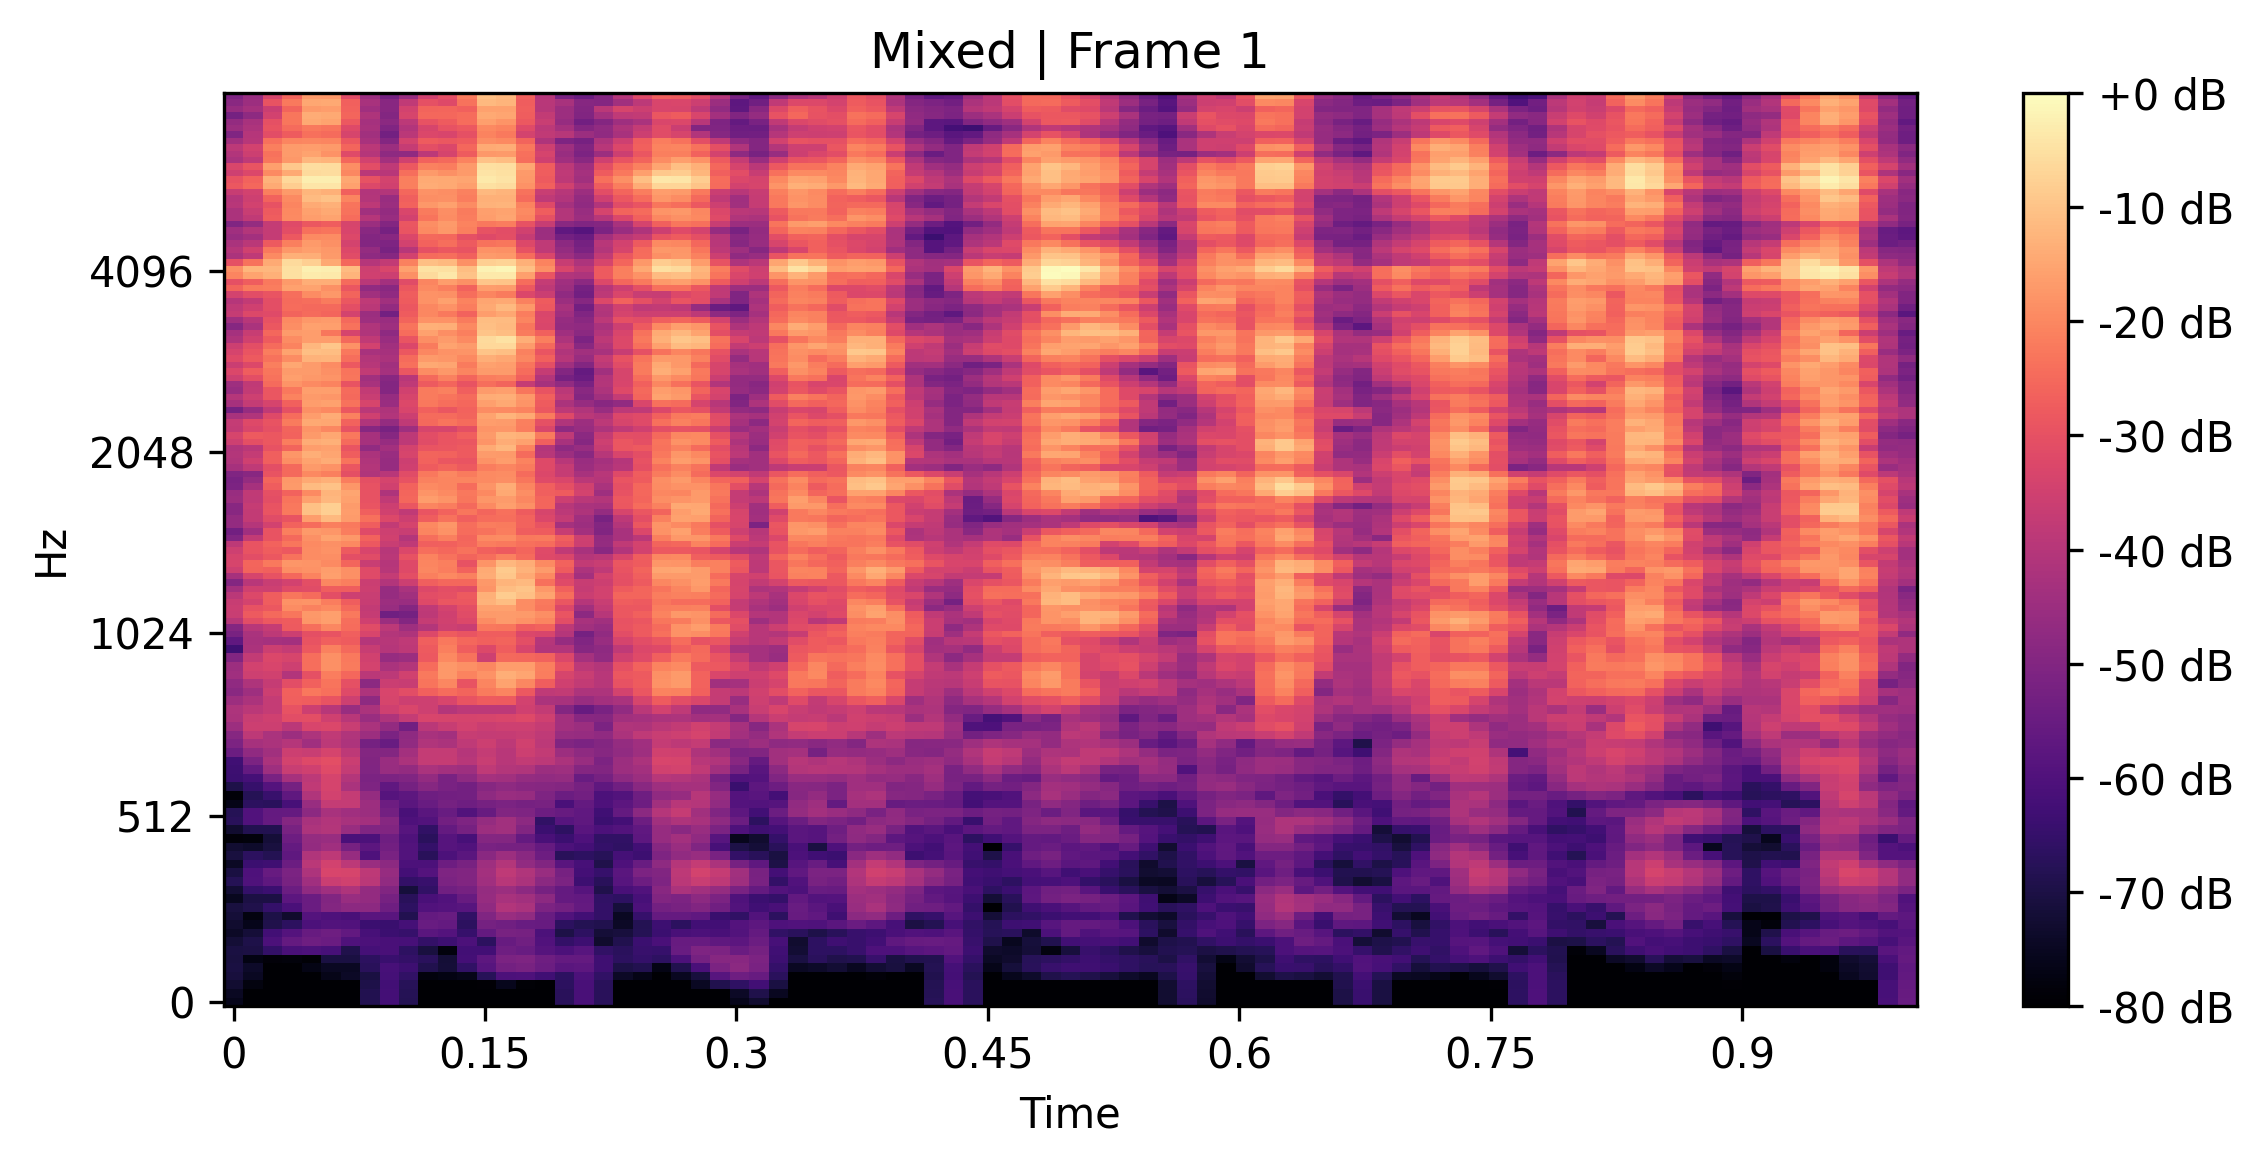 Mixed | Frame 1
+0 dB
-10 dB
-20 dB
-30 dB
-40 dB
-50 dB
-60 dB
-70 dB
-80 dB
Hz
4096
2048
1024
512
0
0
0.15
0.3
0.45
0.6
0.75
0.9
Time